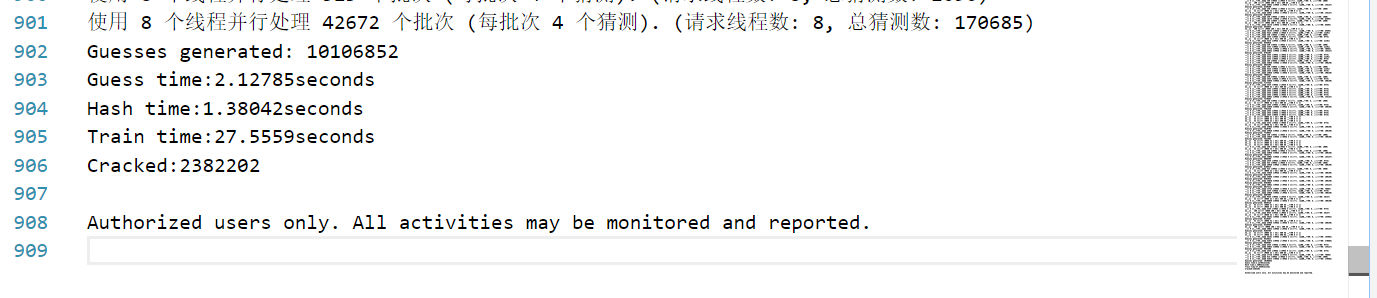 901 使用 8 个线程并行处理 42672 个批次 (每批次 4 个猜测). (请求线程数: 8, 总猜测数: 170685)
902 Guesses generated: 10106852
903 Guess time:2.12785seconds
904 Hash time:1.38042seconds
905 Train time:27.5559seconds
906 Cracked:2382202
907
908 Authorized users only. All activities may be monitored and reported.
909